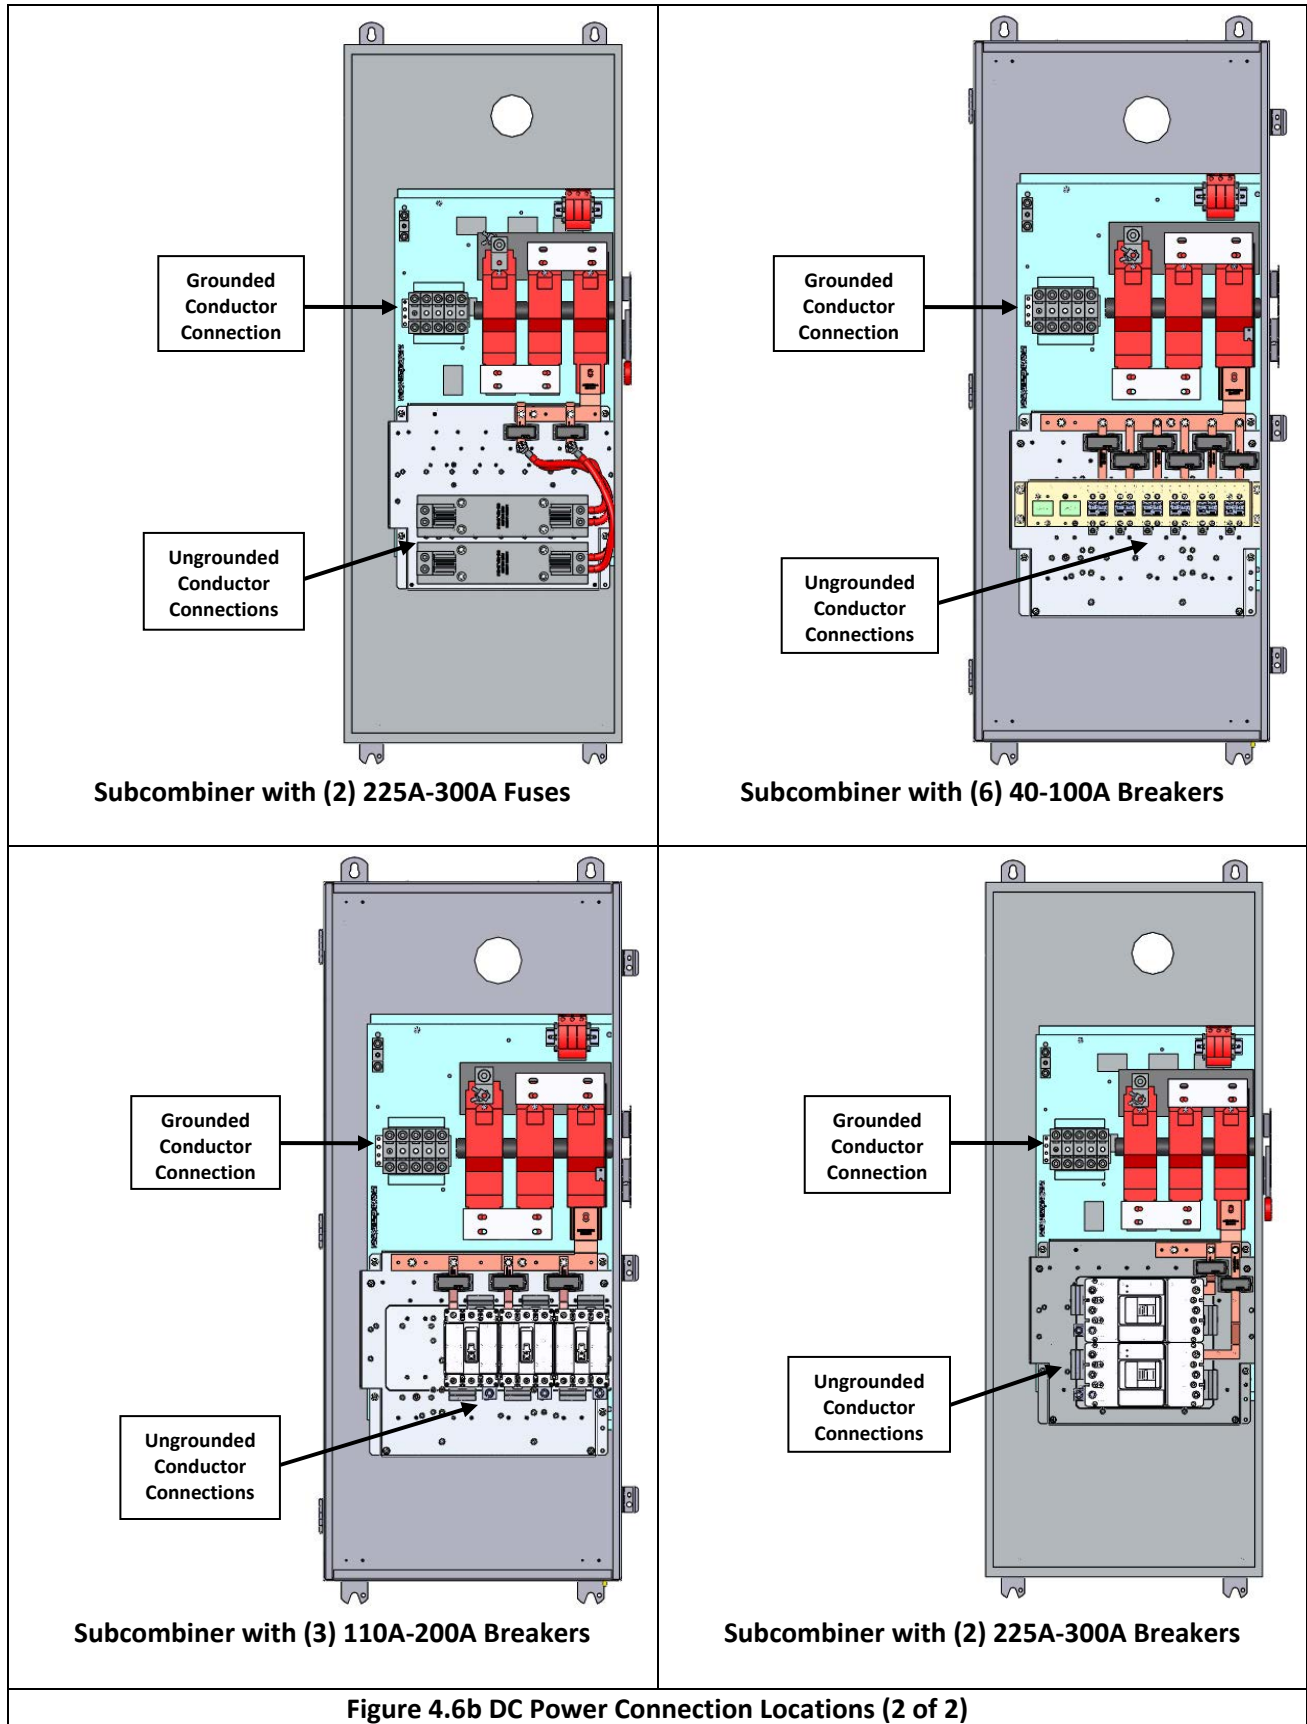 Grounded
Conductor
Connection
Ungrounded
Conductor
Connections
Subcombiner with (2) 225A-300A Fuses
Grounded
Conductor
Connection
Ungrounded
Conductor
Connections
Subcombiner with (6) 40-100A Breakers
Grounded
Conductor
Connection
Ungrounded
Conductor
Connections
Subcombiner with (3) 110A-200A Breakers
Grounded
Conductor
Connection
Ungrounded
Conductor
Connections
Subcombiner with (2) 225A-300A Breakers
Figure 4.6b DC Power Connection Locations (2 of 2)